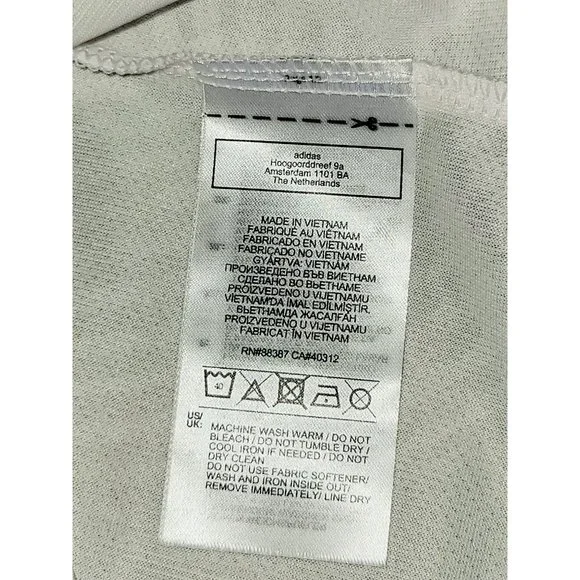 adidas
Hoogoorddreef 9a
Amsterdam 1101 BA
The Netherlands
MADE IN VIETNAM
FABRIQUÉ AU VIÊTNAM
FABRICADO EN VIETNAM
FABRICADO NO VIETNAME
GYÁRTVA: VIETNÁM
ПРОИЗВЕДЕНО ВЪВ ВИЕТНАМ
СДЕЛАНО ВО ВЬЕТНАМЕ
PROIZVEDENO U VIJETNAMU
VIETNAM'DA İMAL EDİLMİŞTİR.
ВЬЕТНАМДА ЖАСАЛҒАН
PROIZVEDENO U VIJETNAMU
FABRICAT ÎN VIETNAM
RN#88387 CA#40312
40
US/
UK:
MACHINE WASH WARM / DO NOT
BLEACH / DO NOT TUMBLE DRY /
COOL IRON IF NEEDED / DO NOT
DRY CLEAN
DO NOT USE FABRIC SOFTENER/
WASH AND IRON INSIDE OUT/
REMOVE IMMEDIATELY/ LINE DRY